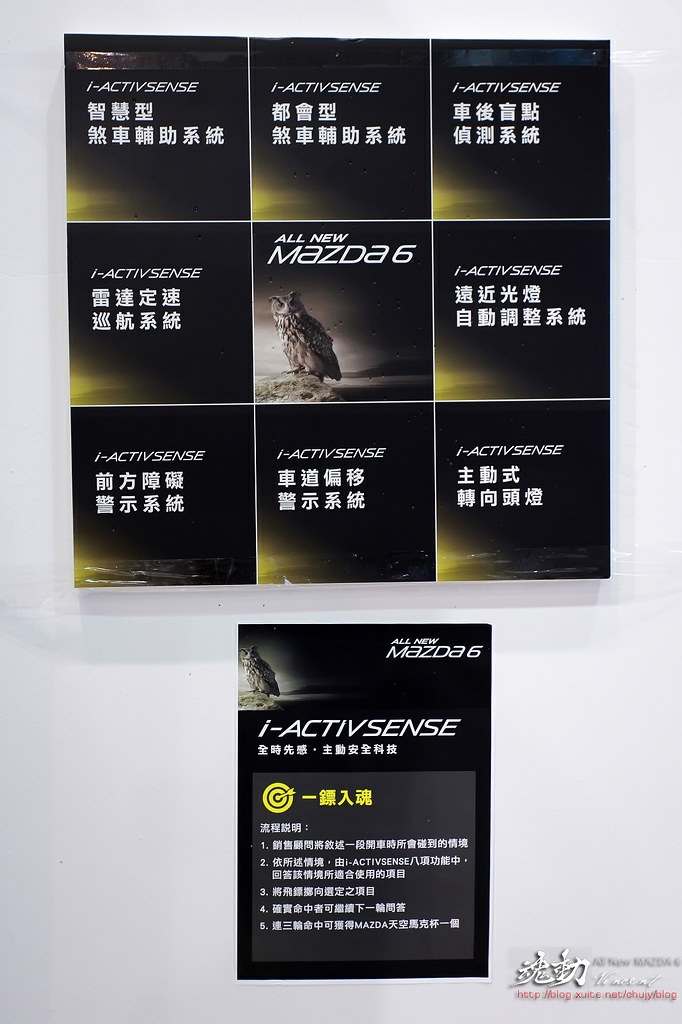 i-ACTIVSENSE
智慧型
煞車輔助系統
i-ACTIVSENSE
都會型
煞車輔助系統
i-ACTIVSENSE
車後盲點
偵測系統
i-ACTIVSENSE
雷達定速
巡航系統
ALL NEW
MAZDA6
i-ACTIVSENSE
遠近光燈
自動調整系統
i-ACTIVSENSE
前方障礙
警示系統
i-ACTIVSENSE
車道偏移
警示系統
i-ACTIVSENSE
主動式
轉向頭燈
ALL NEW
MAZDA6
i-ACTIVSENSE
全時先感・主動安全科技
一鏢入魂
流程說明：
1. 銷售顧問將敘述一段開車時所會碰到的情境
2. 依所述情境，由i-ACTIVSENSE八項功能中，
回答該情境所適合使用的項目
3. 將飛鏢擲向選定之項目
4. 確實命中者可繼續下一輪問答
5. 連三輪命中可獲得MAZDA天空馬克杯一個
魂動
All New MAZDA 6
Vincent
http://blog.xuite.net/chujy/blog